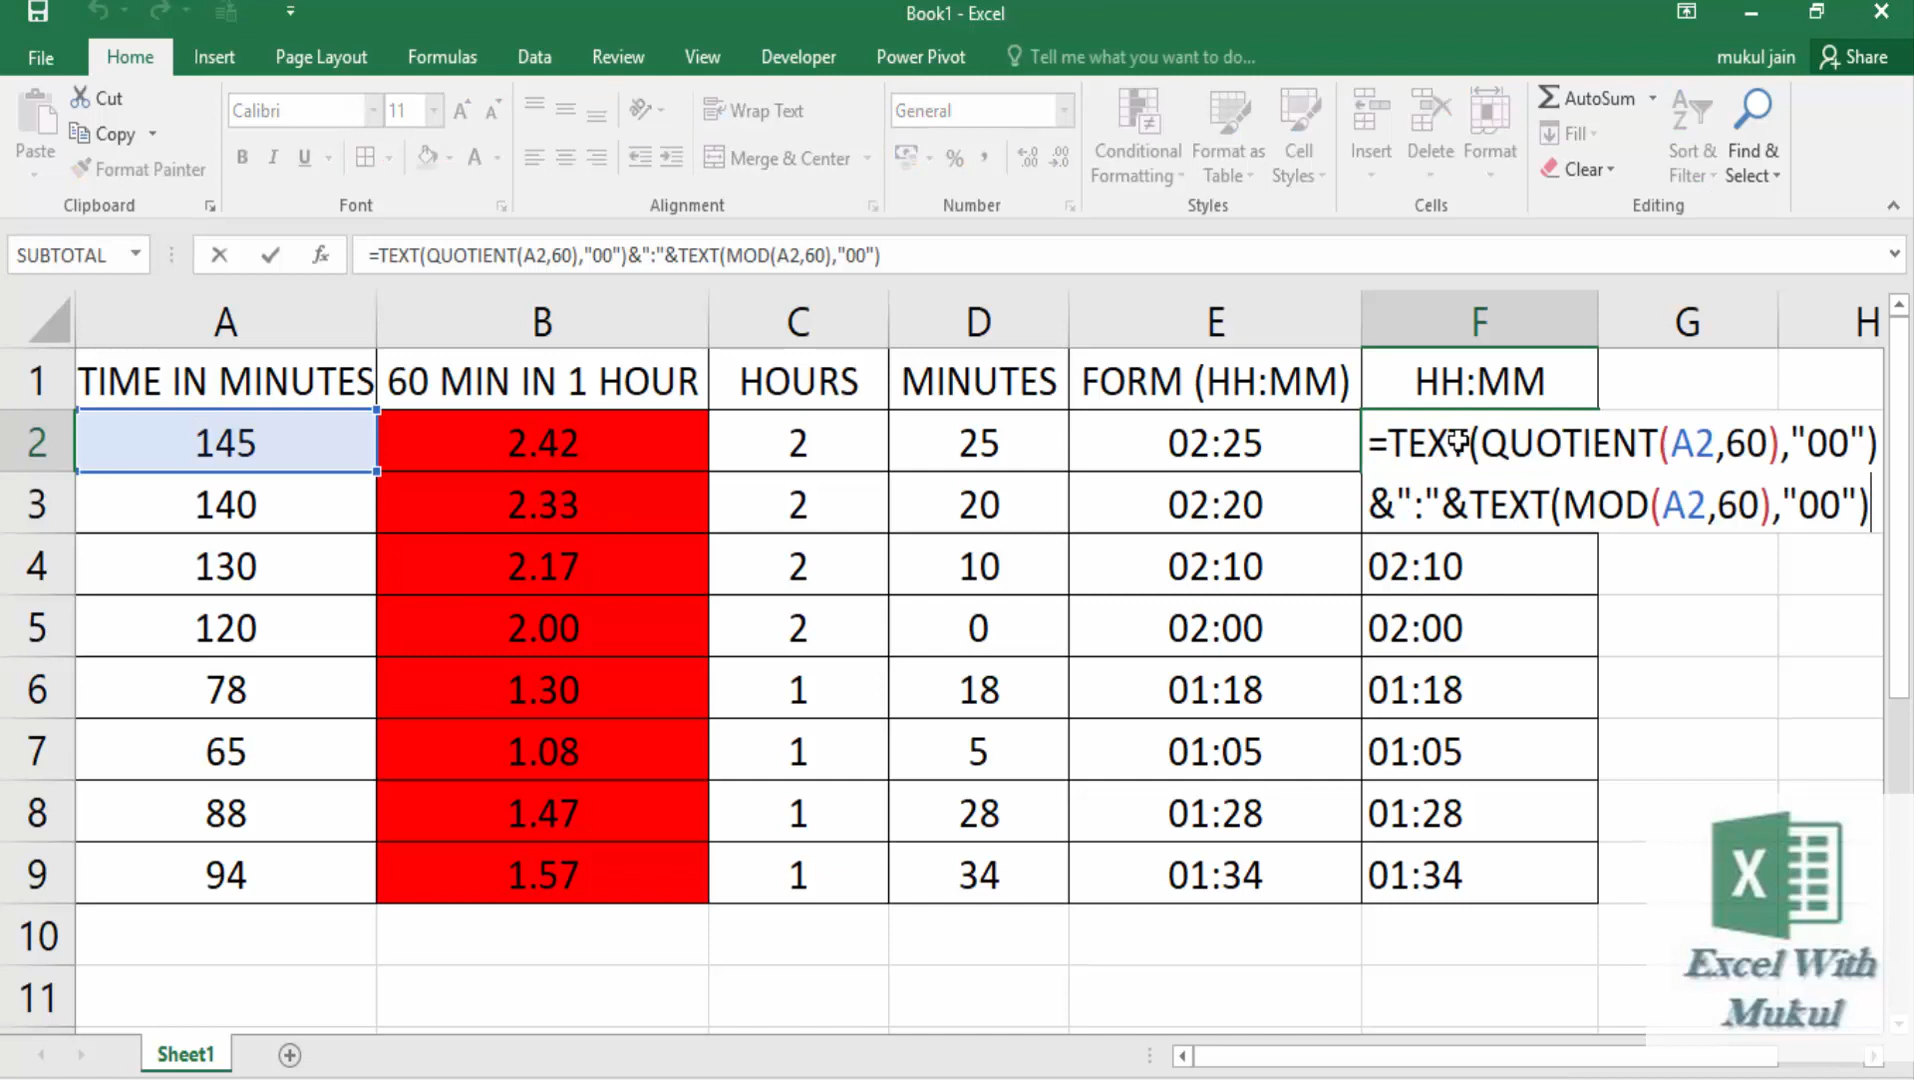 Book1 - Excel
File Home Insert Page Layout Formulas Data Review View Developer Power Pivot Tell me what you want to do... mukul jain Share
Paste
Cut
Copy
Format Painter
Clipboard
Calibri 11
B I U A
Font
Wrap Text
Merge & Center
Alignment
General
% ,
Number
Conditional Formatting
Format as Table
Cell Styles
Styles
Insert Delete Format
Cells
AutoSum
Fill
Clear
Sort & Filter
Find & Select
Editing
SUBTOTAL fx =TEXT(QUOTIENT(A2,60),"00")&":"&TEXT(MOD(A2,60),"00")
A B C D E F G H
1 TIME IN MINUTES 60 MIN IN 1 HOUR HOURS MINUTES FORM (HH:MM) HH:MM
2 145 2.42 2 25 02:25 =TEXT(QUOTIENT(A2,60),"00")
3 140 2.33 2 20 02:20 &":"&TEXT(MOD(A2,60),"00")
4 130 2.17 2 10 02:10 02:10
5 120 2.00 2 0 02:00 02:00
6 78 1.30 1 18 01:18 01:18
7 65 1.08 1 5 01:05 01:05
8 88 1.47 1 28 01:28 01:28
9 94 1.57 1 34 01:34 01:34
10
11
X
Excel With
Mukul
Sheet1